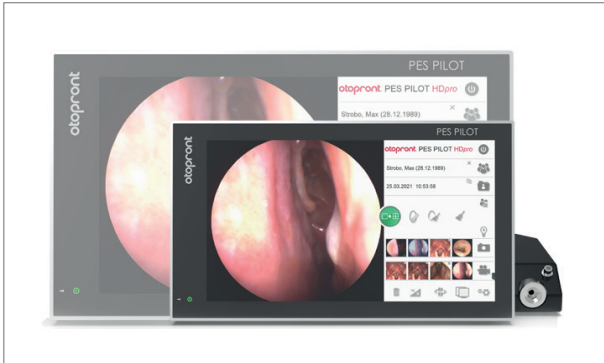 PES PILOT
otopront
otopront PES PILOT HDpro
Strobo, Max (28.12.1989)
PES PILOT
otopront
otopront PES PILOT HDpro
Strobo, Max (28.12.1989)
25.03.2021 10:53:58